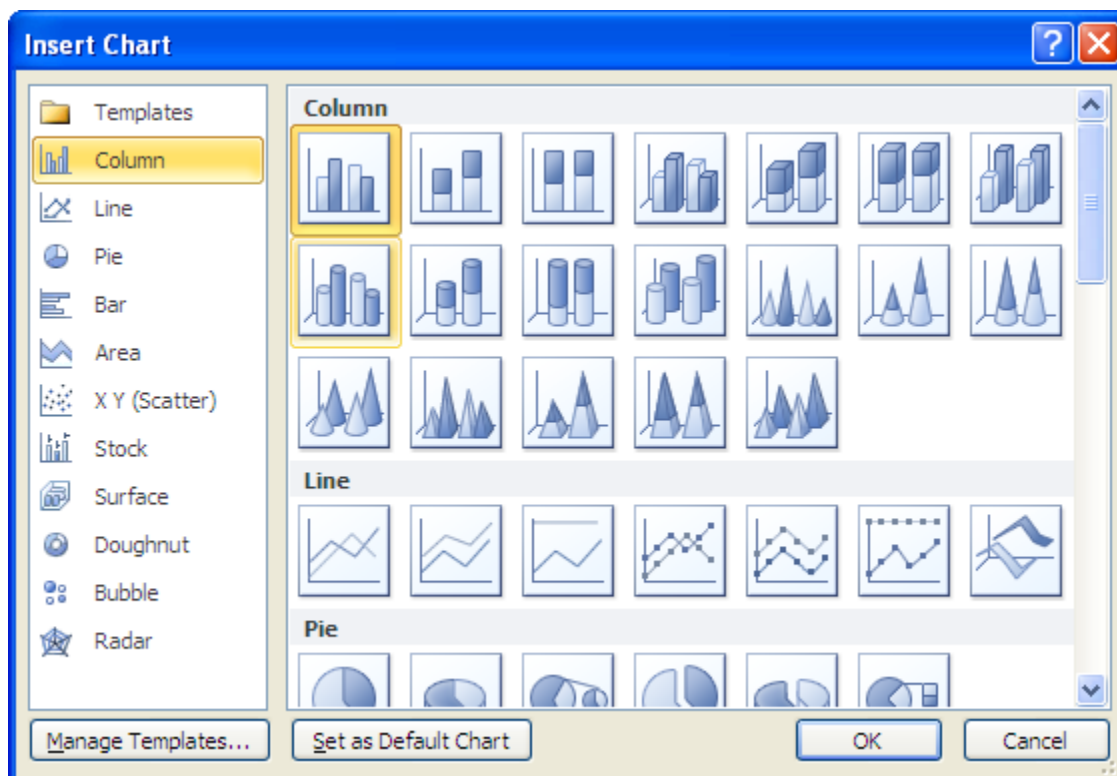 Insert Chart
Templates
Column
Line
Pie
Bar
Area
X Y (Scatter)
Stock
Surface
Doughnut
Bubble
Radar
Column
Line
Pie
Manage Templates...
Set as Default Chart
OK
Cancel